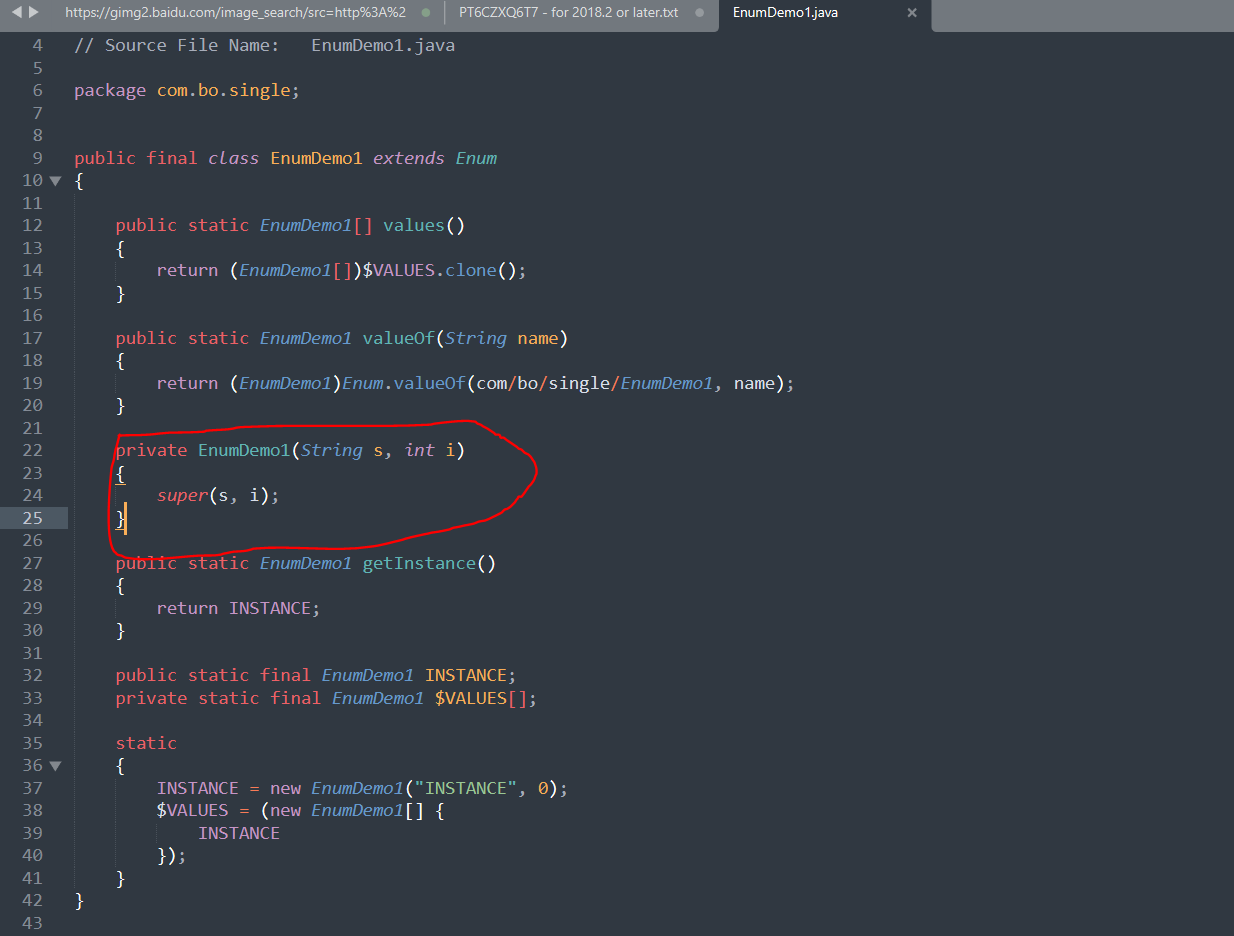 https://gimg2.baidu.com/image_search/src=http%3A%2 PT6CZXQ6T7 - for 2018.2 or later.txt EnumDemo1.java ×
4 // Source File Name:   EnumDemo1.java
5
6 package com.bo.single;
7
8
9 public final class EnumDemo1 extends Enum
10 {
11
12     public static EnumDemo1[] values()
13     {
14         return (EnumDemo1[])$VALUES.clone();
15     }
16
17     public static EnumDemo1 valueOf(String name)
18     {
19         return (EnumDemo1)Enum.valueOf(com/bo/single/EnumDemo1, name);
20     }
21
22     private EnumDemo1(String s, int i)
23     {
24         super(s, i);
25     }
26
27     public static EnumDemo1 getInstance()
28     {
29         return INSTANCE;
30     }
31
32     public static final EnumDemo1 INSTANCE;
33     private static final EnumDemo1 $VALUES[];
34
35     static
36     {
37         INSTANCE = new EnumDemo1("INSTANCE", 0);
38         $VALUES = (new EnumDemo1[] {
39             INSTANCE
40         });
41     }
42 }
43